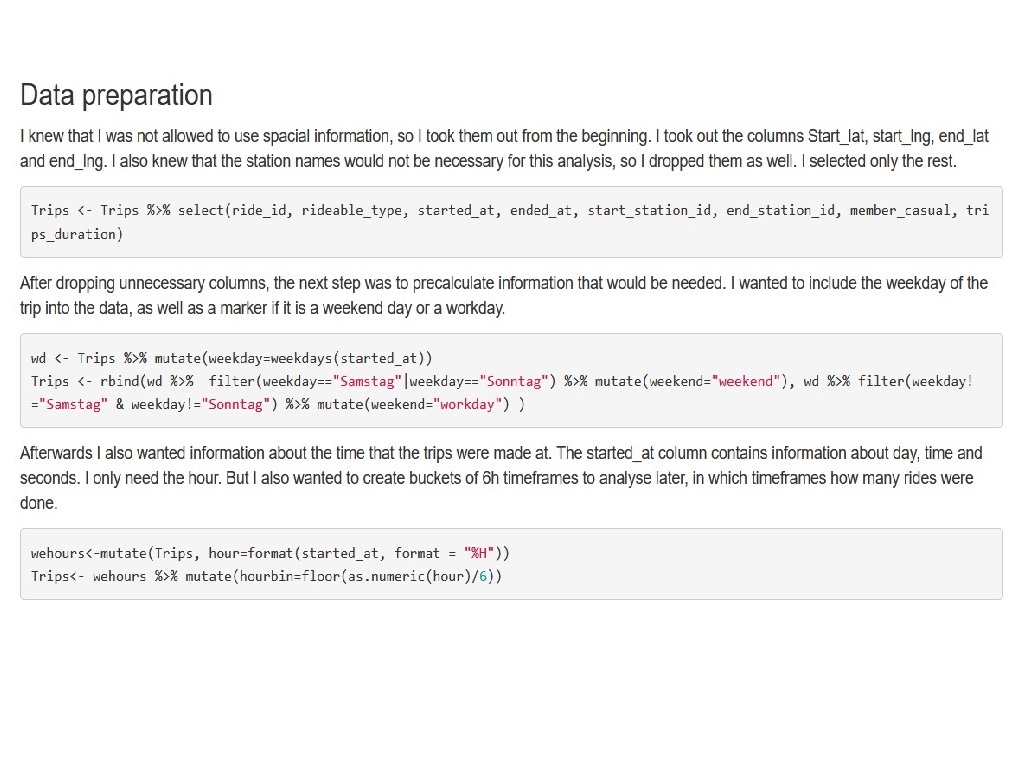 Data preparation
I knew that I was not allowed to use spacial information, so I took them out from the beginning. I took out the columns Start_lat, start_lng, end_lat
and end_lng. I also knew that the station names would not be necessary for this analysis, so I dropped them as well. I selected only the rest.
Trips <- Trips %>% select(ride_id, rideable_type, started_at, ended_at, start_station_id, end_station_id, member_casual, tri
ps_duration)
After dropping unnecessary columns, the next step was to precalculate information that would be needed. I wanted to include the weekday of the
trip into the data, as well as a marker if it is a weekend day or a workday.
wd <- Trips %>% mutate(weekday=weekdays(started_at))
Trips <- rbind(wd %>%  filter(weekday=="Samstag"|weekday=="Sonntag") %>% mutate(weekend="weekend"), wd %>% filter(weekday!
="Samstag" & weekday!="Sonntag") %>% mutate(weekend="workday") )
Afterwards I also wanted information about the time that the trips were made at. The started_at column contains information about day, time and
seconds. I only need the hour. But I also wanted to create buckets of 6h timeframes to analyse later, in which timeframes how many rides were
done.
wehours<-mutate(Trips, hour=format(started_at, format = "%H"))
Trips<- wehours %>% mutate(hourbin=floor(as.numeric(hour)/6))